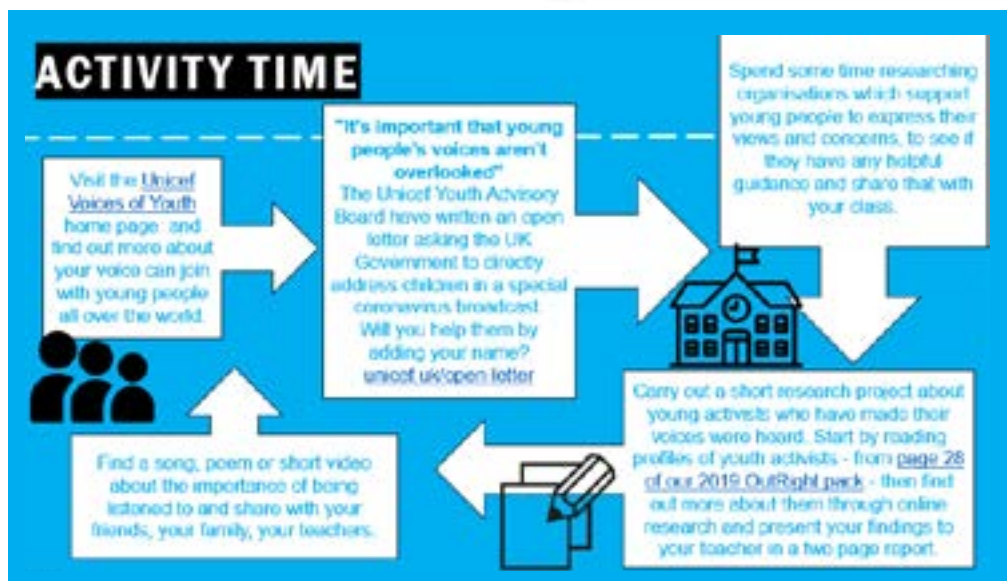 ACTIVITY TIME
Visit the Unicef
Voices of Youth
home page and
find out more about
your voice can join
with young people
all over the world.
"It's important that young
people's voices aren't
overlooked"
The Unicef Youth Advisory
Board have written an open
letter asking the UK
Government to directly
address children in a special
coronavirus broadcast.
Will you help them by
adding your name?
unicef.uk/open letter
Spend some time researching
organisations which support
young people to express their
views and concerns, to see if
they have any helpful
guidance and share that with
your class.
Carry out a short research project about
young activists who have made their
voices were heard. Start by reading
profiles of youth activists - from page 28
of our 2019 OutRight pack - then find
out more about them through online
research and present your findings to
your teacher in a two page report.
Find a song, poem or short video
about the importance of being
listened to and share with your
friends, your family, your teachers.